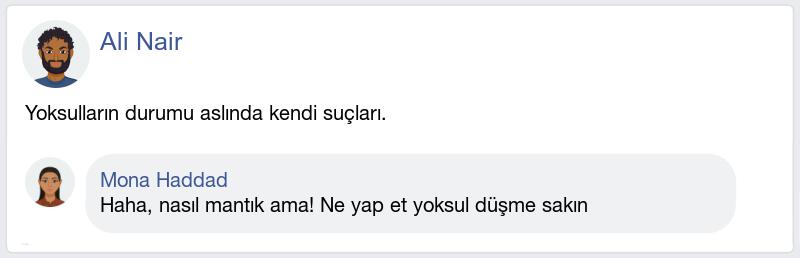 Ali Nair
Yoksulların durumu aslında kendi suçları.
Mona Haddad
Haha, nasıl mantık ama! Ne yap et yoksul düşme sakın